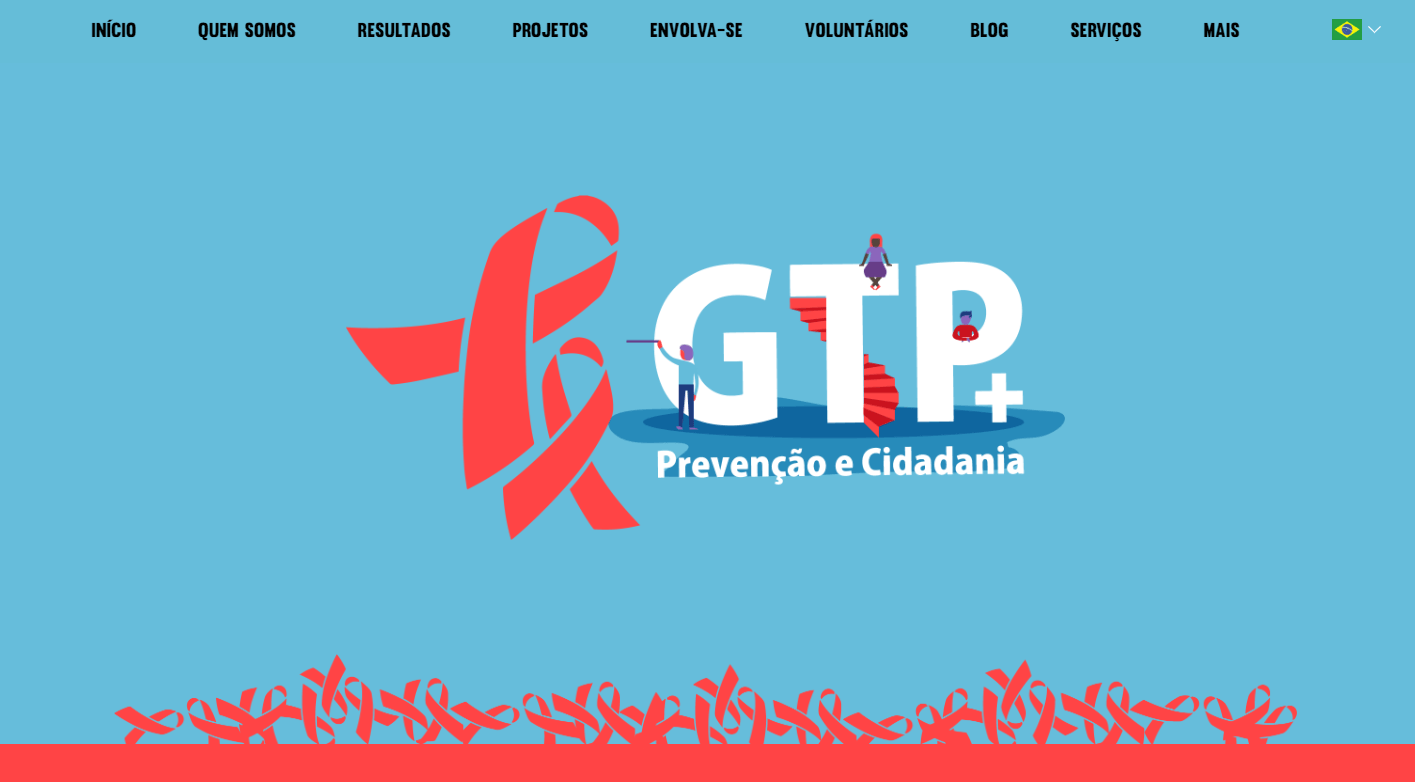 INÍCIO QUEM SOMOS RESULTADOS PROJETOS ENVOLVA-SE VOLUNTÁRIOS BLOG SERVIÇOS MAIS
GTP+
Prevenção e Cidadania